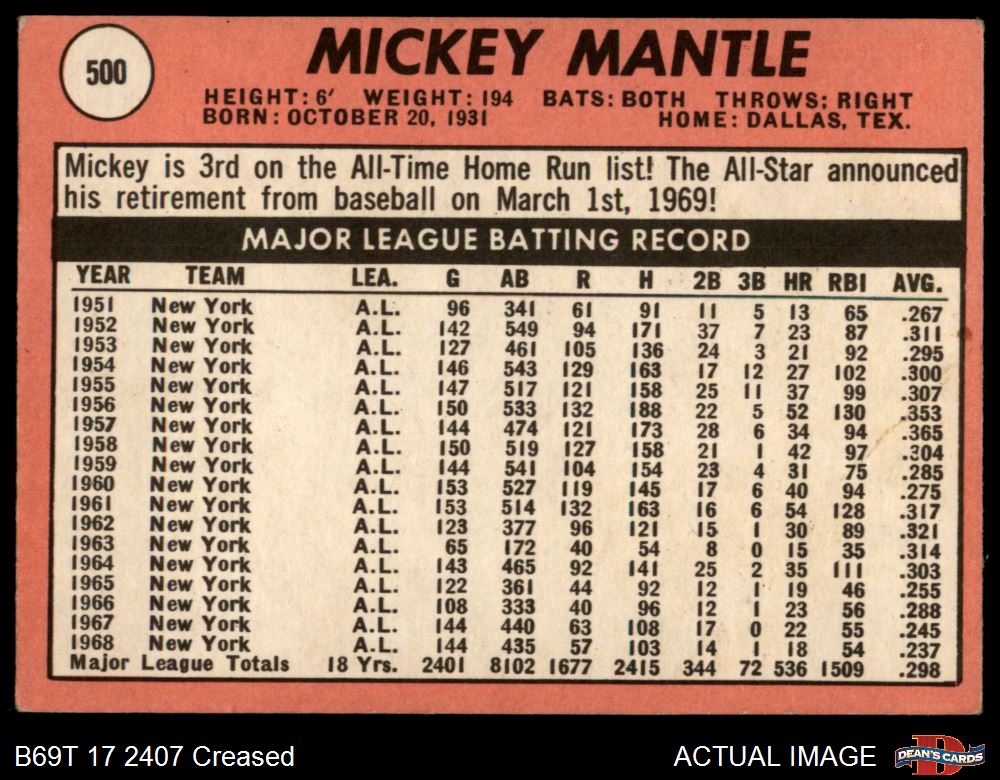 500
MICKEY MANTLE
HEIGHT: 6' WEIGHT: 194 BATS: BOTH THROWS: RIGHT
BORN: OCTOBER 20, 1931 HOME: DALLAS, TEX.
Mickey is 3rd on the All-Time Home Run list! The All-Star announced
his retirement from baseball on March 1st, 1969!
MAJOR LEAGUE BATTING RECORD
YEAR TEAM LEA. G AB R H 2B 3B HR RBI AVG.
1951 New York A.L. 96 341 61 91 11 5 13 65 .267
1952 New York A.L. 142 549 94 171 37 7 23 87 .311
1953 New York A.L. 127 461 105 136 24 3 21 92 .295
1954 New York A.L. 146 543 129 163 17 12 27 102 .300
1955 New York A.L. 147 517 121 158 25 11 37 99 .307
1956 New York A.L. 150 533 132 188 22 5 52 130 .353
1957 New York A.L. 144 474 121 173 28 6 34 94 .365
1958 New York A.L. 150 519 127 158 21 1 42 97 .304
1959 New York A.L. 144 541 104 154 23 4 31 75 .285
1960 New York A.L. 153 527 119 145 17 6 40 94 .275
1961 New York A.L. 153 514 132 163 16 6 54 128 .317
1962 New York A.L. 123 377 96 121 15 1 30 89 .321
1963 New York A.L. 65 172 40 54 8 0 15 35 .314
1964 New York A.L. 143 465 92 141 25 2 35 111 .303
1965 New York A.L. 122 361 44 92 12 1 19 46 .255
1966 New York A.L. 108 333 40 96 12 1 23 56 .288
1967 New York A.L. 144 440 63 108 17 0 22 55 .245
1968 New York A.L. 144 435 57 103 14 1 18 54 .237
Major League Totals 18 Yrs. 2401 8102 1677 2415 344 72 536 1509 .298
B69T 17 2407 Creased ACTUAL IMAGE DEAN'S CARDS